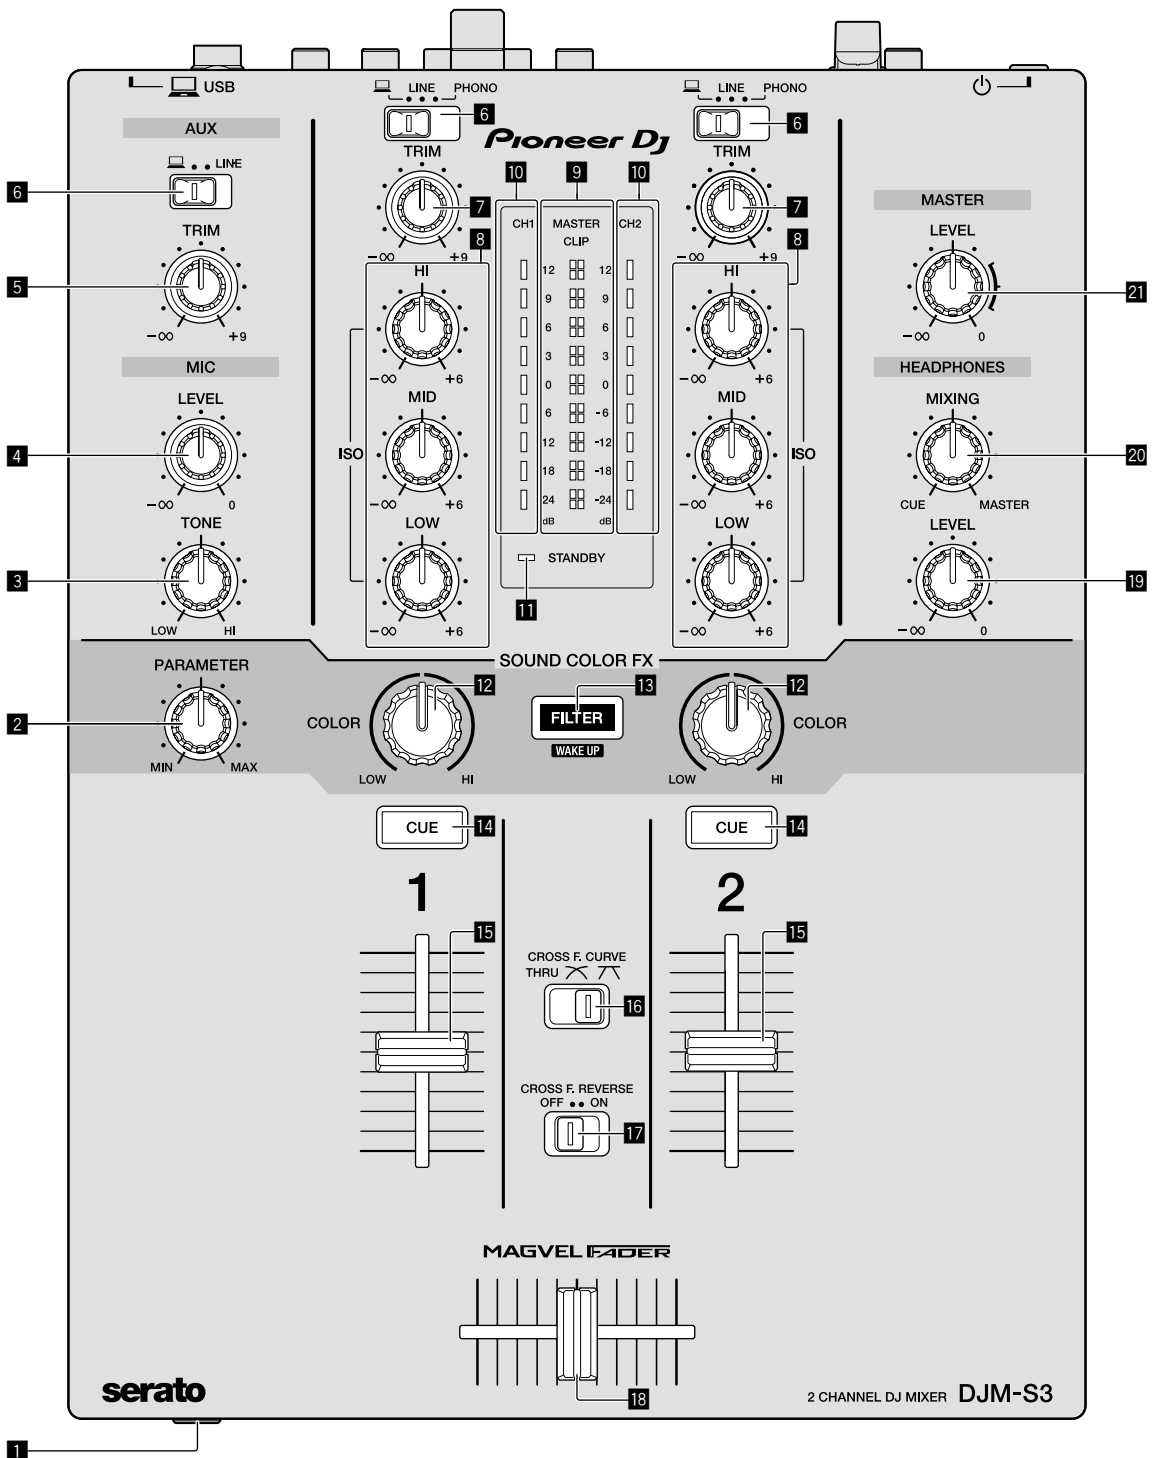 USB
AUX
LINE
6
TRIM
5
-∞ +9
MIC
LEVEL
4
-∞ 0
TONE
3
LOW HI
PARAMETER
2
MIN MAX
LINE PHONO
6
TRIM
7
-∞ +9
8
HI
-∞ +6
MID
ISO
-∞ +6
LOW
-∞ +6
Pioneer Dj
10 9 10
CH1 MASTER CH2
CLIP
12 12
9 9
6 6
3 3
0 0
6 -6
12 -12
18 -18
24 -24
dB dB
STANDBY
11
LINE PHONO
6
TRIM
7
-∞ +9
8
HI
-∞ +6
MID
ISO
-∞ +6
LOW
-∞ +6
MASTER
LEVEL
21
-∞ 0
HEADPHONES
MIXING
20
CUE MASTER
LEVEL
19
-∞ 0
SOUND COLOR FX
12 13 12
COLOR FILTER COLOR
WAKE UP
LOW HI LOW HI
CUE 14 CUE 14
1 2
15 15
CROSS F. CURVE
THRU
16
CROSS F. REVERSE
OFF ON
17
MAGVEL FADER
18
serato
2 CHANNEL DJ MIXER DJM-S3
1